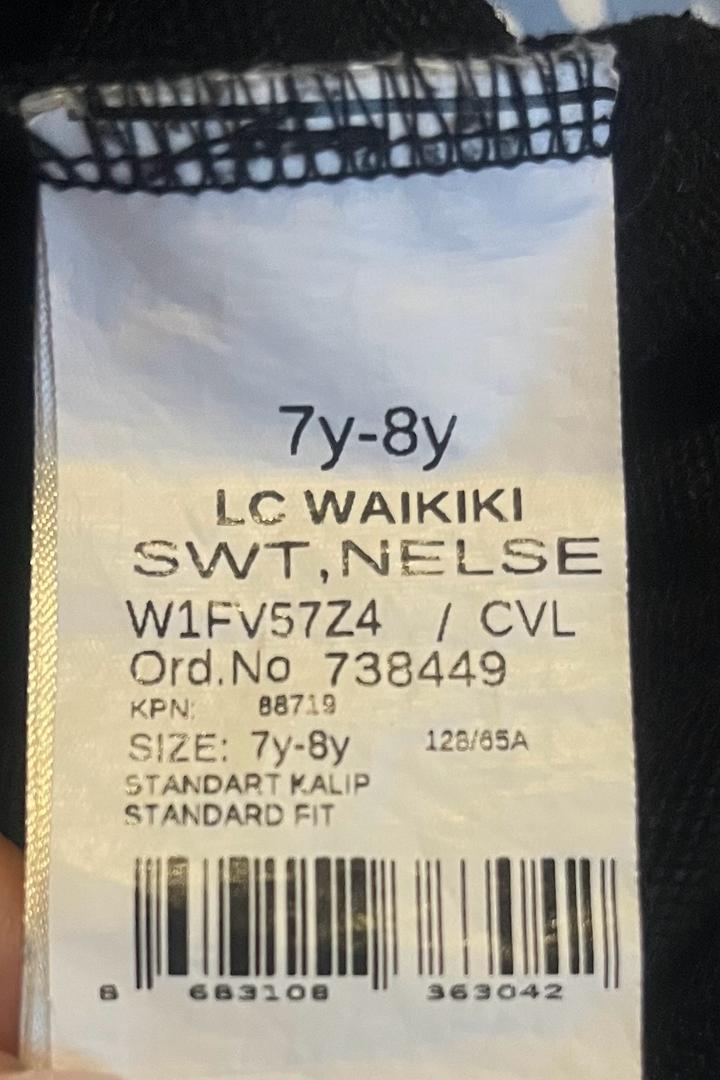 7y-8y
LC WAIKIKI
SWT,NELSE
W1FV57Z4 / CVL
Ord.No 738449
KPN: 88719
SIZE: 7y-8y 128/65A
STANDART KALIP
STANDARD FIT
8 683108 363042